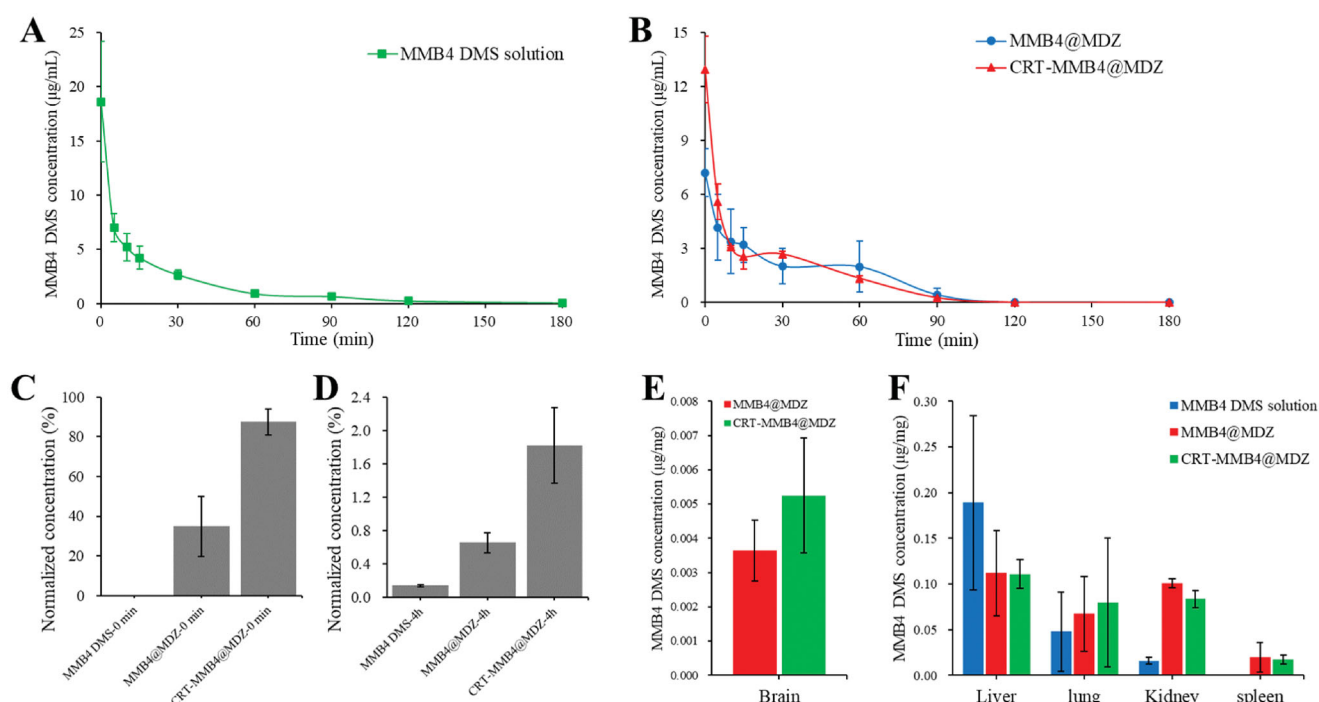 A
MMB4 DMS concentration (μg/mL)
25
20
15
10
5
0
0 30 60 90 120 150 180
Time (min)
MMB4 DMS solution
B
MMB4 DMS concentration (μg/mL)
15
12
9
6
3
0
0 30 60 90 120 150 180
Time (min)
MMB4@MDZ
CRT-MMB4@MDZ
C
Normalized concentration (%)
100
80
60
40
20
0
MMB4 DMS-0 min
MMB4@MDZ-0 min
CRT-MMB4@MDZ-0 min
D
Normalized concentration (%)
2.4
2.0
1.6
1.2
0.8
0.4
0.0
MMB4 DMS-4h
MMB4@MDZ-4h
CRT-MMB4@MDZ-4h
E
MMB4 DMS concentration (μg/mg)
0.008
0.007
0.006
0.005
0.004
0.003
0.002
0.001
0.000
MMB4@MDZ
CRT-MMB4@MDZ
Brain
F
MMB4 DMS concentration (μg/mg)
0.30
0.25
0.20
0.15
0.10
0.05
0.00
MMB4 DMS solution
MMB4@MDZ
CRT-MMB4@MDZ
Liver lung Kidney spleen